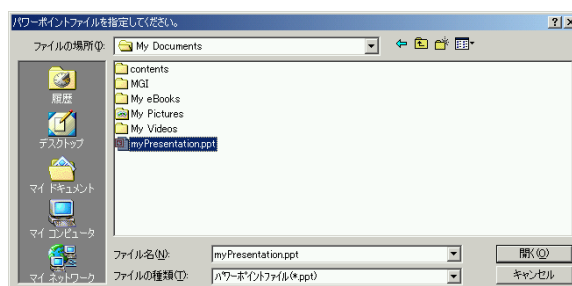 パワーポイントファイルを指定してください。
ファイルの場所(I): My Documents
履歴
デスクトップ
マイ ドキュメント
マイ コンピュータ
マイ ネットワーク
contents
MGI
My eBooks
My Pictures
My Videos
myPresentation.ppt
ファイル名(N): myPresentation.ppt 開く(O)
ファイルの種類(T): パワーポイントファイル(*.ppt) キャンセル